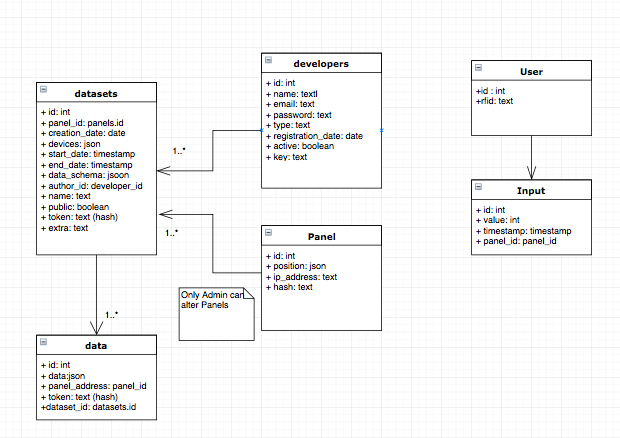 datasets
+ id: int
+ panel_id: panels.id
+ creation_date: date
+ devices: json
+ start_date: timestamp
+ end_date: timestamp
+ data_schema: jsoon
+ author_id: developer_id
+ name: text
+ public: boolean
+ token: text (hash)
+ extra: text
developers
+ id: int
+ name: textl
+ email: text
+ password: text
+ type: text
+ registration_date: date
+ active: boolean
+ key: text
User
+id : int
+rfid: text
1..*
Input
+ id: int
+ value: int
+ timestamp: timestamp
+ panel_id: panel_id
1..*
Panel
+ id: int
+ position: json
+ ip_address: text
+ hash: text
Only Admin can
alter Panels
1..*
data
+ id: int
+ data:json
+ panel_address: panel_id
+ token: text (hash)
+dataset_id: datasets.id